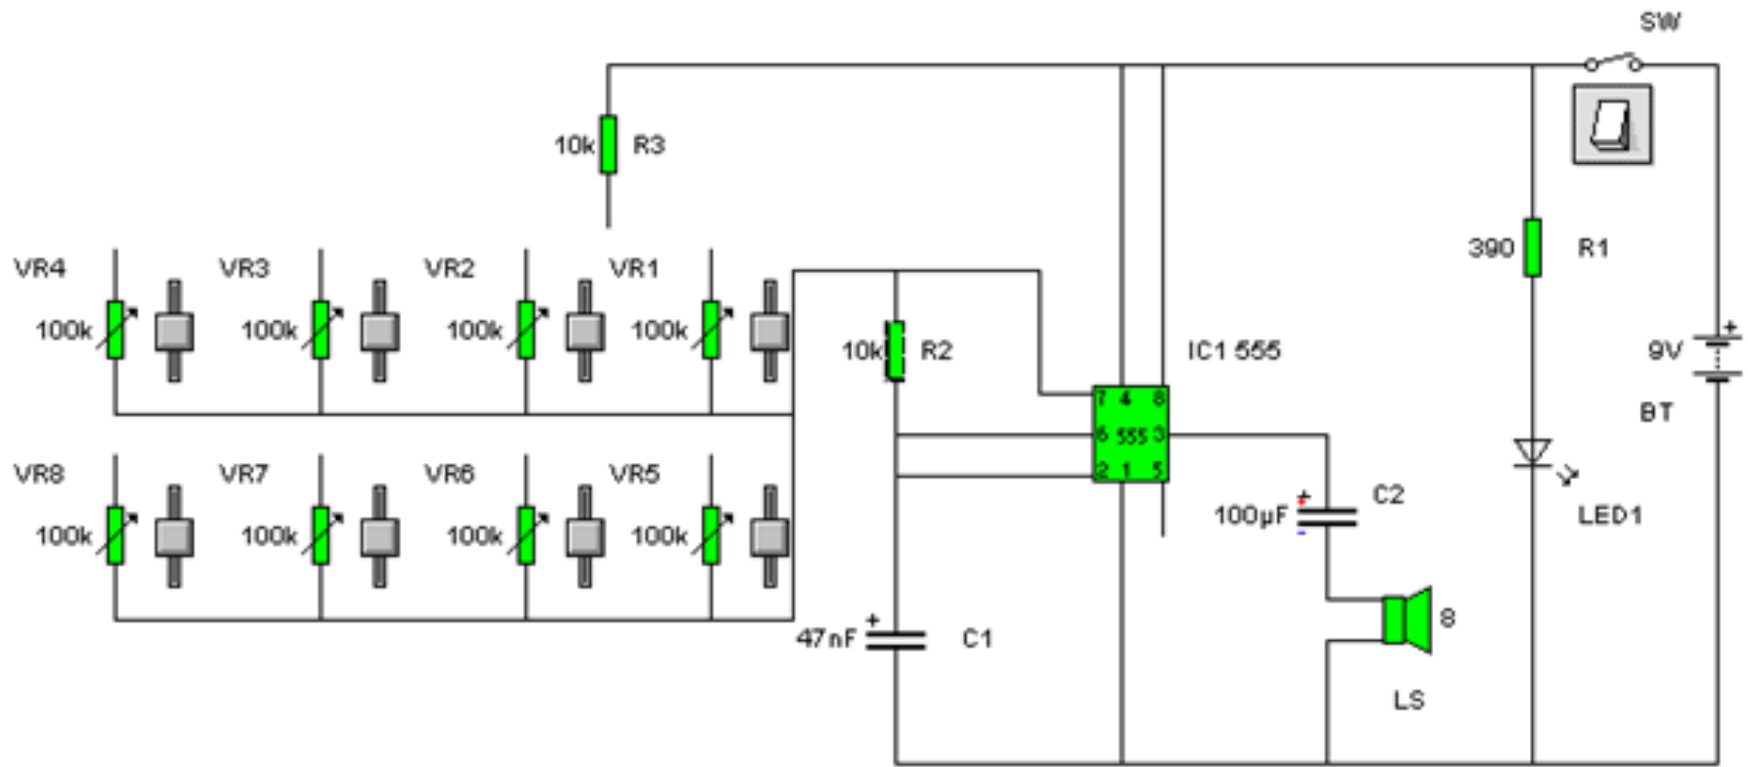 SW
10k R3
390 R1
VR4 VR3 VR2 VR1
100k 100k 100k 100k
10k R2
IC1 555
9V
+
BT
7 4 8
6 555 3
2 1 5
VR8 VR7 VR6 VR5
100k 100k 100k 100k
+
100µF C2
-
LED1
+
47nF C1
8
LS